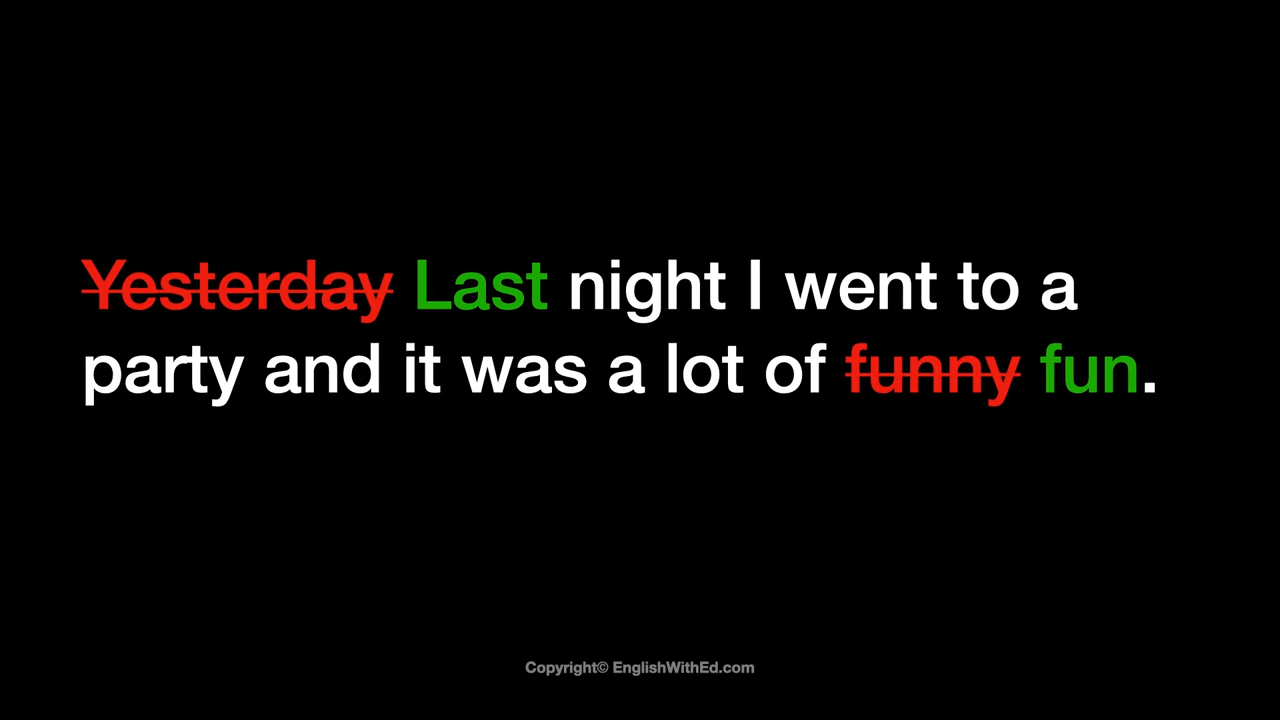 Yesterday Last night I went to a
party and it was a lot of funny fun.
Copyright© EnglishWithEd.com